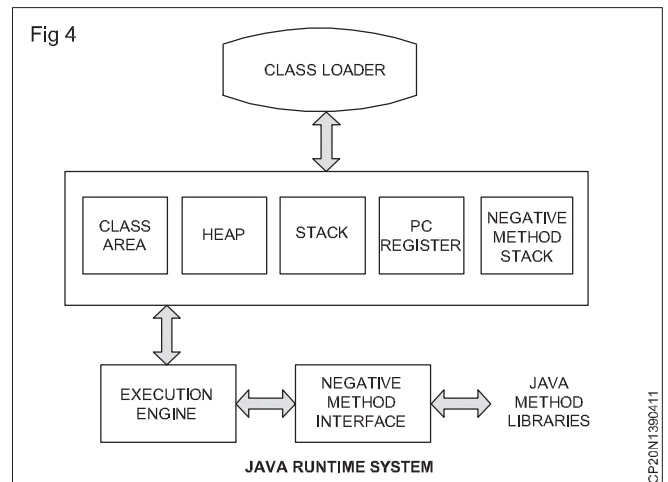 Fig 4
CLASS LOADER
CLASS
AREA
HEAP
STACK
PC
REGISTER
NEGATIVE
METHOD
STACK
EXECUTION
ENGINE
NEGATIVE
METHOD
INTERFACE
JAVA
METHOD
LIBRARIES
JAVA RUNTIME SYSTEM
CP20N1390411